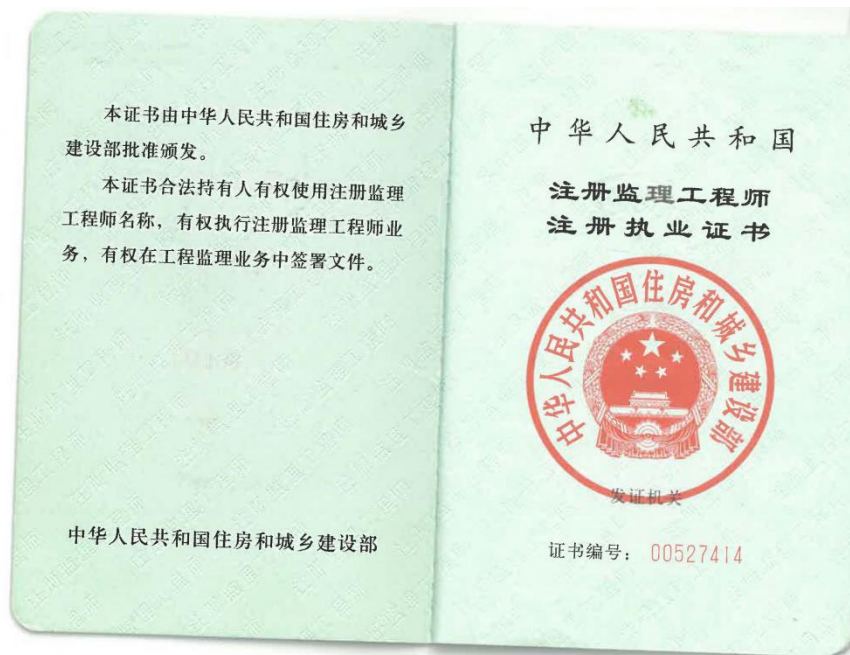 本证书由中华人民共和国住房和城乡
建设部批准颁发。
本证书合法持有人有权使用注册监理
工程师名称，有权执行注册监理工程师业
务，有权在工程监理业务中签署文件。
中华人民共和国住房和城乡建设部
中华人民共和国
注册监理工程师
注册执业证书
中华人民共和国住房和城乡建设部
发证机关
证书编号： 00527414